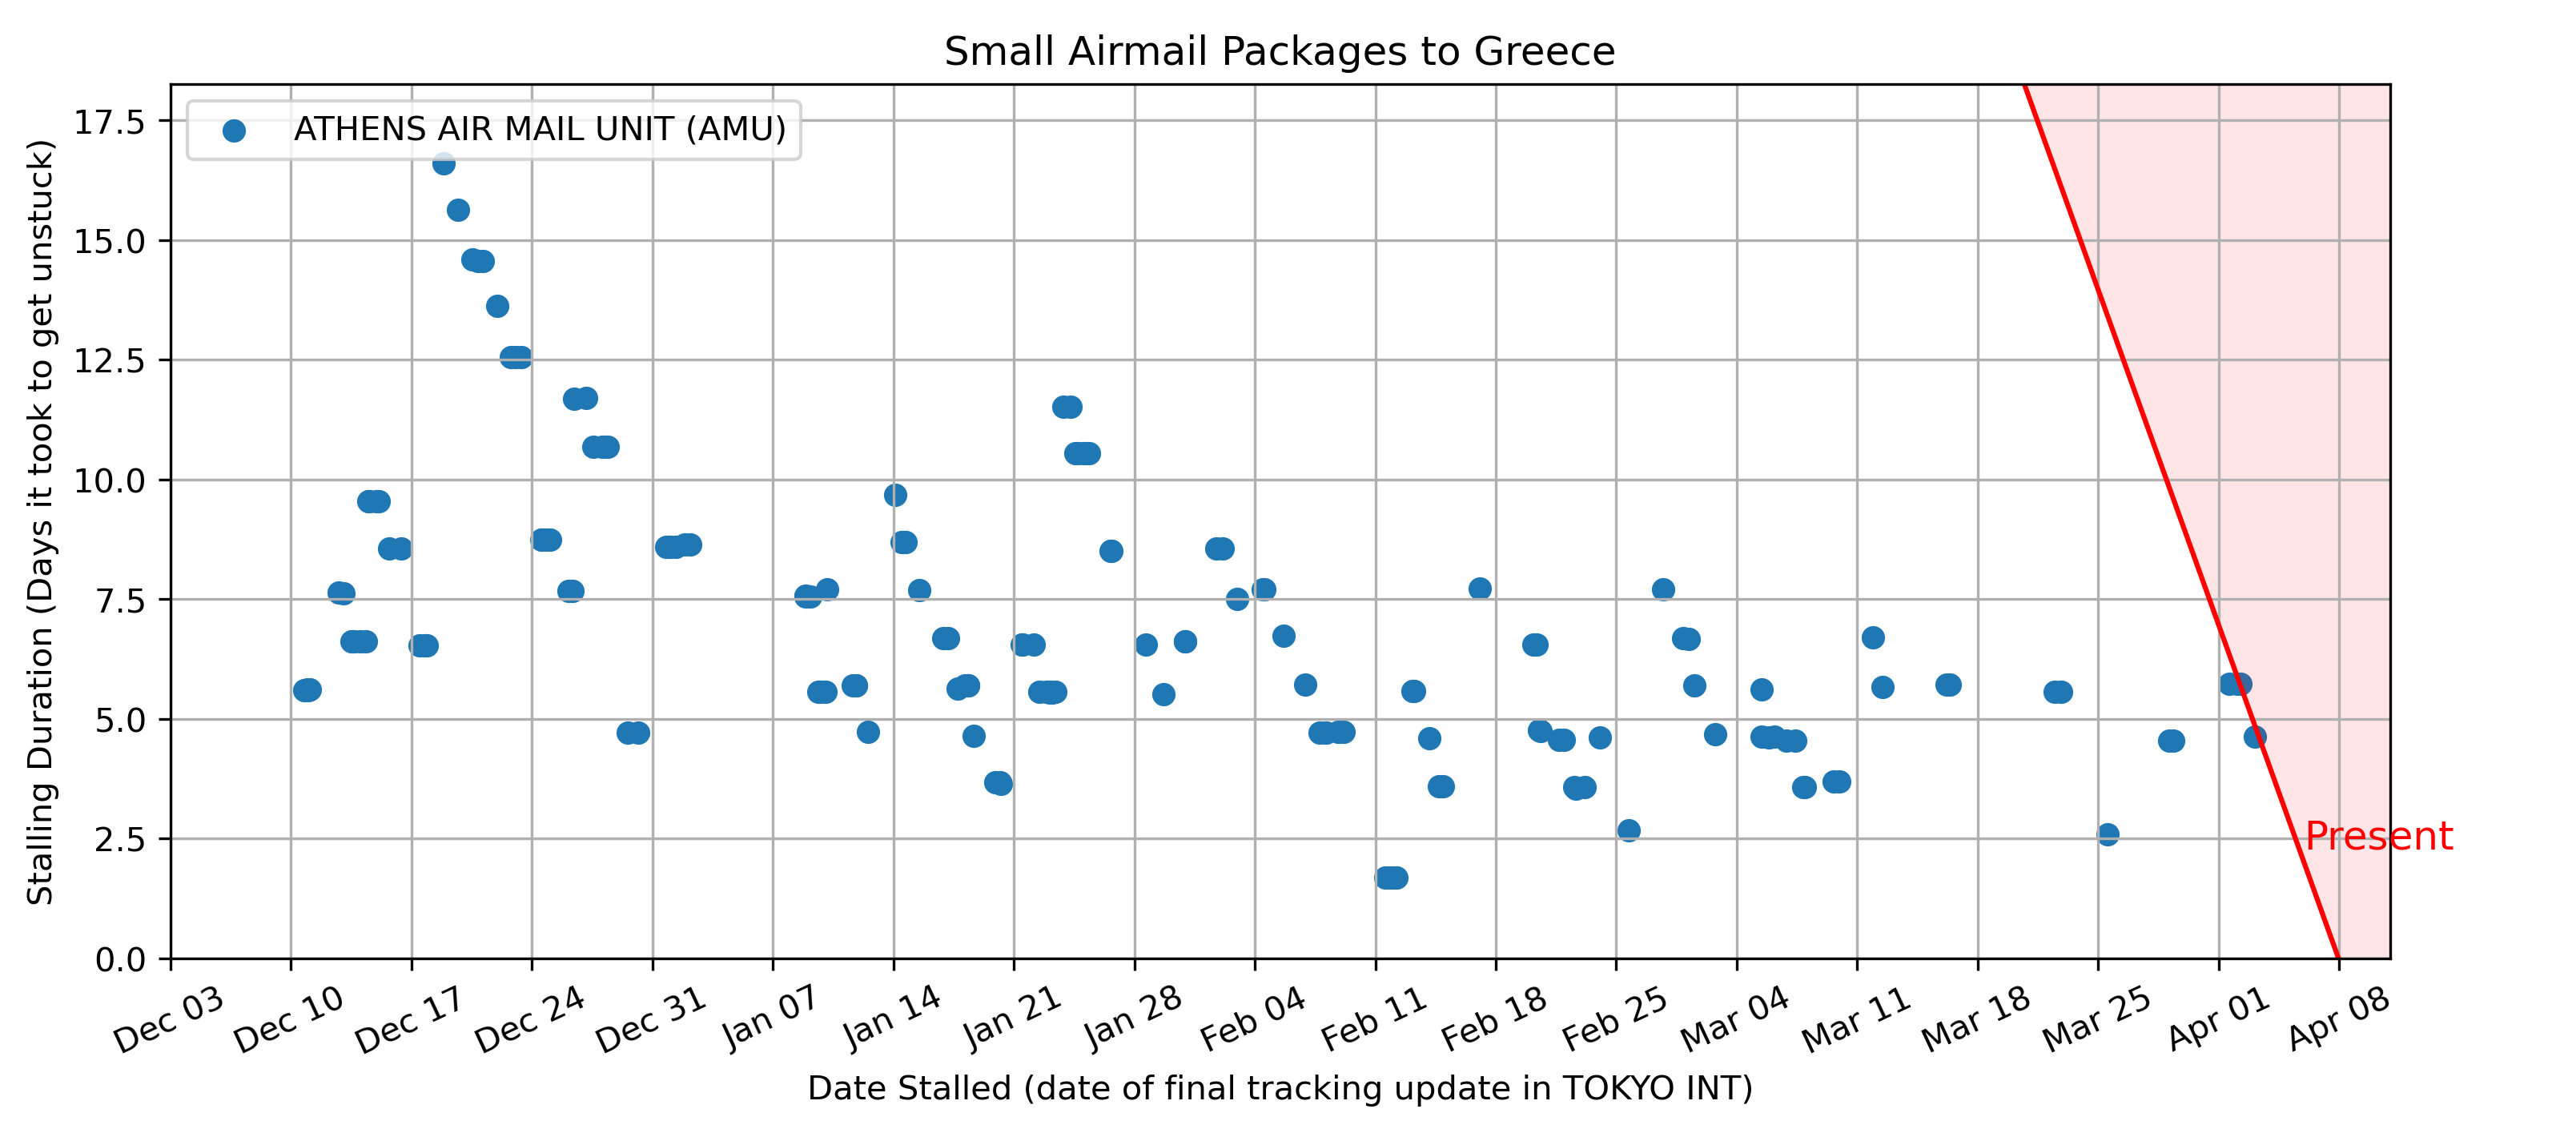 Small Airmail Packages to Greece
ATHENS AIR MAIL UNIT (AMU)
Stalling Duration (Days it took to get unstuck)
17.5
15.0
12.5
10.0
7.5
5.0
2.5
0.0
Present
Dec 03
Dec 10
Dec 17
Dec 24
Dec 31
Jan 07
Jan 14
Jan 21
Jan 28
Feb 04
Feb 11
Feb 18
Feb 25
Mar 04
Mar 11
Mar 18
Mar 25
Apr 01
Apr 08
Date Stalled (date of final tracking update in TOKYO INT)